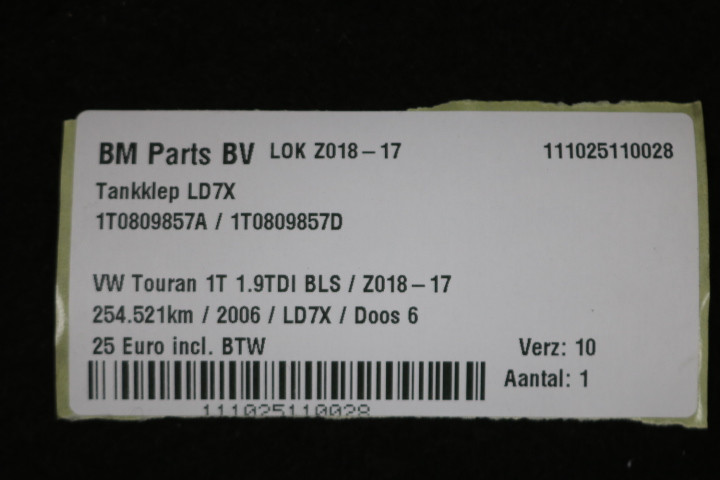 BM Parts BV LOK Z018-17 111025110028
Tankklep LD7X
1T0809857A / 1T0809857D
VW Touran 1T 1.9TDI BLS / Z018-17
254.521km / 2006 / LD7X / Doos 6
25 Euro incl. BTW Verz: 10
Aantal: 1
111025110028